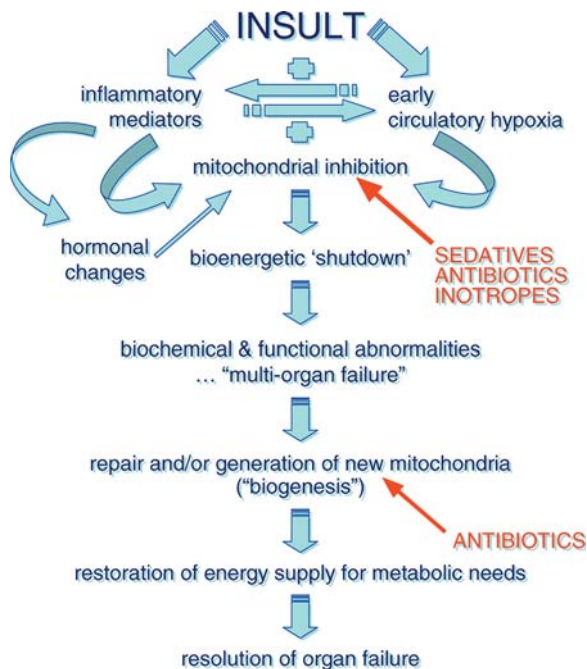 INSULT
inflammatory
mediators
early
circulatory hypoxia
mitochondrial inhibition
hormonal
changes
bioenergetic ‘shutdown’
SEDATIVES
ANTIBIOTICS
INOTROPES
biochemical & functional abnormalities
… “multi-organ failure”
repair and/or generation of new mitochondria
(“biogenesis”)
ANTIBIOTICS
restoration of energy supply for metabolic needs
resolution of organ failure